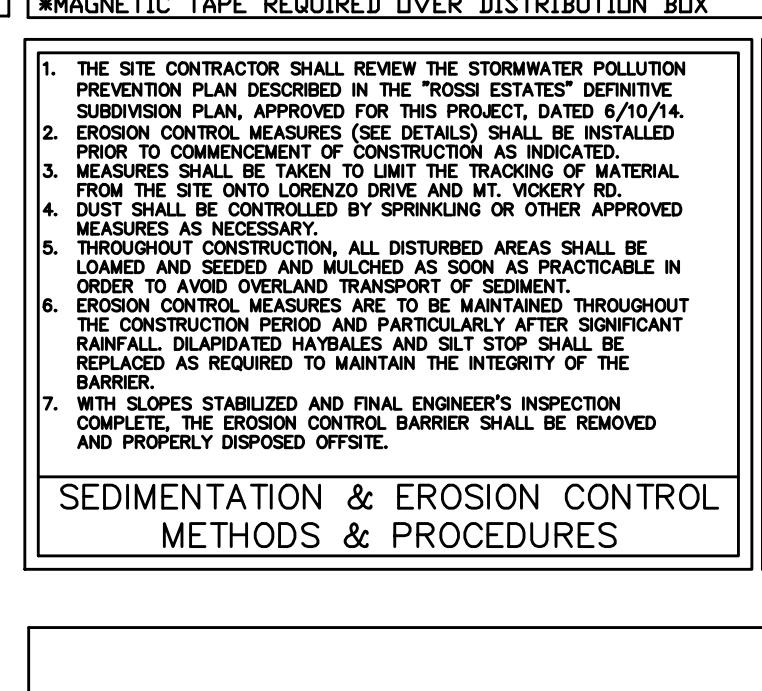 *MAGNETIC TAPE REQUIRED OVER DISTRIBUTION BOX
1. THE SITE CONTRACTOR SHALL REVIEW THE STORMWATER POLLUTION
PREVENTION PLAN DESCRIBED IN THE "ROSSI ESTATES" DEFINITIVE
SUBDIVISION PLAN, APPROVED FOR THIS PROJECT, DATED 6/10/14.
2. EROSION CONTROL MEASURES (SEE DETAILS) SHALL BE INSTALLED
PRIOR TO COMMENCEMENT OF CONSTRUCTION AS INDICATED.
3. MEASURES SHALL BE TAKEN TO LIMIT THE TRACKING OF MATERIAL
FROM THE SITE ONTO LORENZO DRIVE AND MT. VICKERY RD.
4. DUST SHALL BE CONTROLLED BY SPRINKLING OR OTHER APPROVED
MEASURES AS NECESSARY.
5. THROUGHOUT CONSTRUCTION, ALL DISTURBED AREAS SHALL BE
LOAMED AND SEEDED AND MULCHED AS SOON AS PRACTICABLE IN
ORDER TO AVOID OVERLAND TRANSPORT OF SEDIMENT.
6. EROSION CONTROL MEASURES ARE TO BE MAINTAINED THROUGHOUT
THE CONSTRUCTION PERIOD AND PARTICULARLY AFTER SIGNIFICANT
RAINFALL. DILAPIDATED HAYBALES AND SILT STOP SHALL BE
REPLACED AS REQUIRED TO MAINTAIN THE INTEGRITY OF THE
BARRIER.
7. WITH SLOPES STABILIZED AND FINAL ENGINEER'S INSPECTION
COMPLETE, THE EROSION CONTROL BARRIER SHALL BE REMOVED
AND PROPERLY DISPOSED OFFSITE.
SEDIMENTATION & EROSION CONTROL
METHODS & PROCEDURES